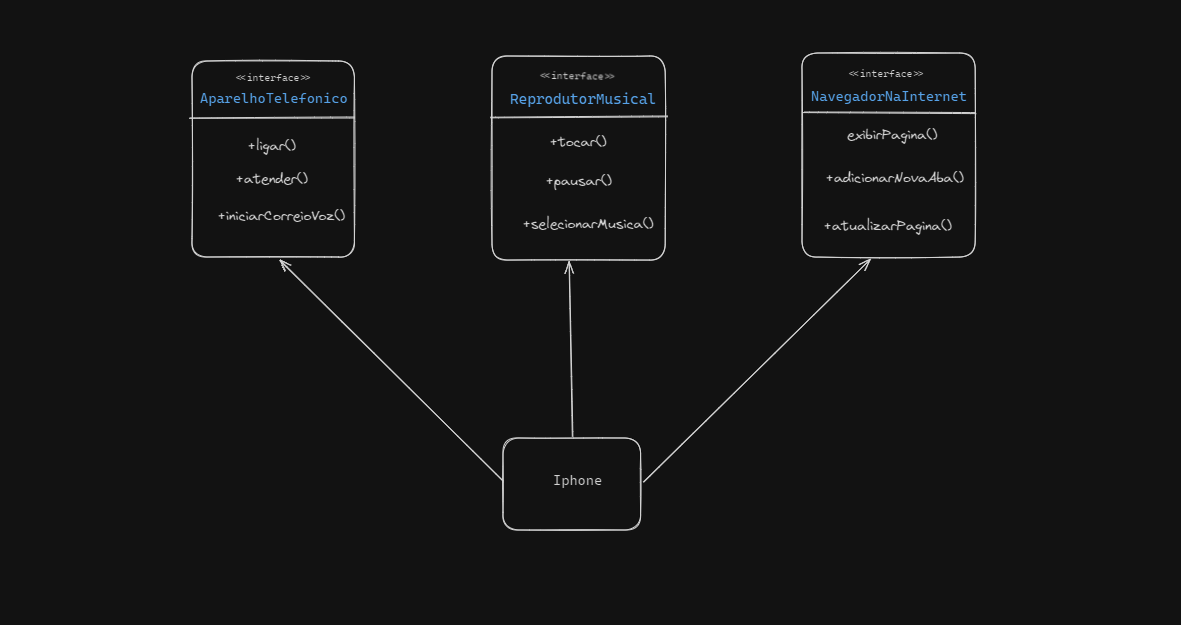 <<interface>>
AparelhoTelefonico
+ligar()
+atender()
+iniciarCorreioVoz()
<<interface>>
ReprodutorMusical
+tocar()
+pausar()
+selecionarMusica()
<<interface>>
NavegadorNaInternet
exibirPagina()
+adicionarNovaAba()
+atualizarPagina()
Iphone